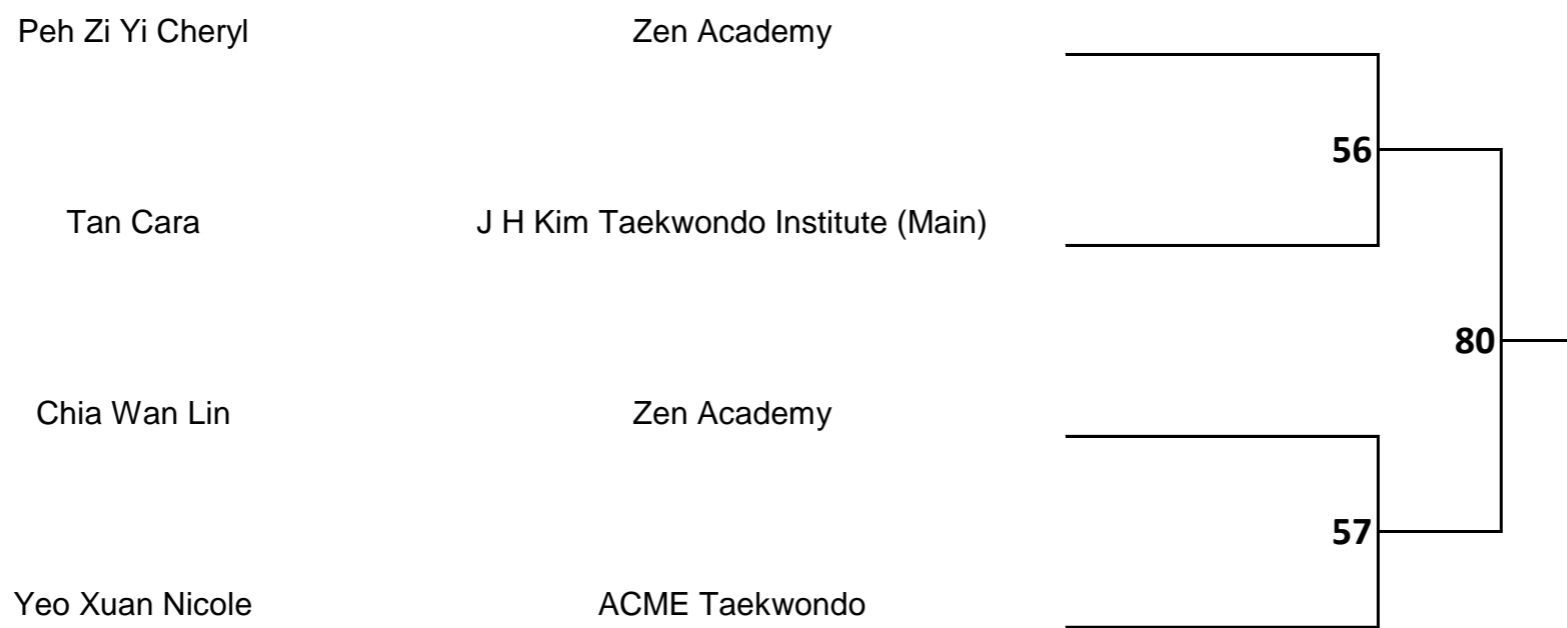 Peh Zi Yi Cheryl Zen Academy
56
Tan Cara J H Kim Taekwondo Institute (Main)
80
Chia Wan Lin Zen Academy
57
Yeo Xuan Nicole ACME Taekwondo